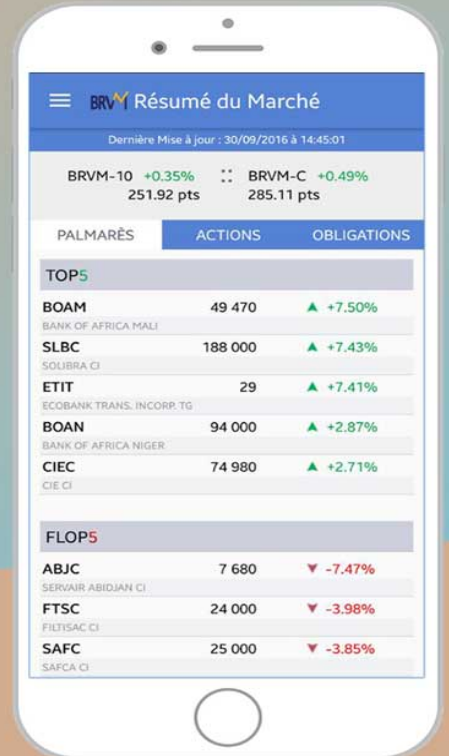 BRVM Résumé du Marché
Dernière Mise à jour : 30/09/2016 à 14:45:01
BRVM-10 +0.35% BRVM-C +0.49%
251.92 pts 285.11 pts
PALMARÈS ACTIONS OBLIGATIONS
TOP5
BOAM 49 470 +7.50%
BANK OF AFRICA MALI
SLBC 188 000 +7.43%
SOLIBRA CI
ETIT 29 +7.41%
ECOBANK TRANS. INCORP. TG
BOAN 94 000 +2.87%
BANK OF AFRICA NIGER
CIEC 74 980 +2.71%
CIE CI
FLOP5
ABJC 7 680 -7.47%
SERVAIR ABIDJAN CI
FTSC 24 000 -3.98%
FILTISAC CI
SAFC 25 000 -3.85%
SAFCA CI